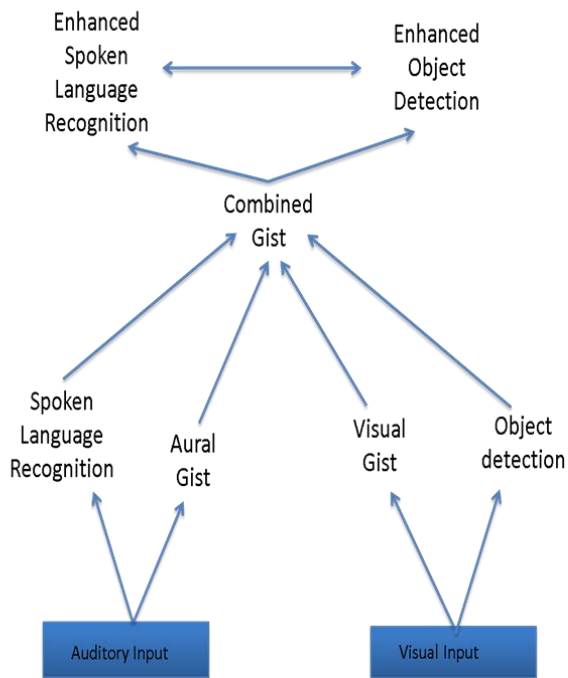 Enhanced
Spoken
Language
Recognition
Enhanced
Object
Detection
Combined
Gist
Spoken
Language
Recognition
Aural
Gist
Visual
Gist
Object
detection
Auditory Input
Visual Input